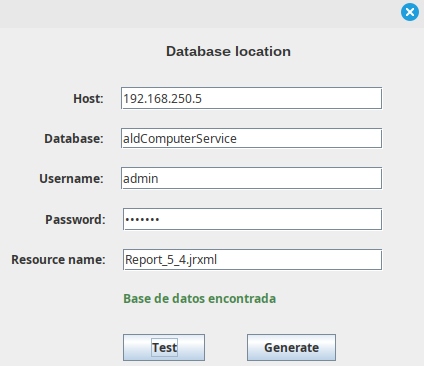 Database location
Host: 192.168.250.5
Database: aldComputerService
Username: admin
Password: •••••••
Resource name: Report_5_4.jrxml
Base de datos encontrada
Test Generate